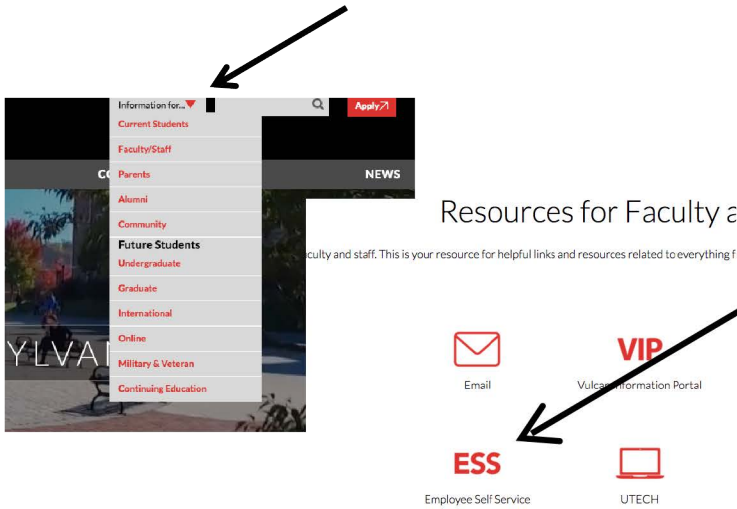 Information for...
Apply
Current Students
Faculty/Staff
Parents
NEWS
Alumni
Community
Future Students
Undergraduate
Graduate
International
Online
Military & Veteran
Continuing Education
YLVA
Resources for Faculty a
culty and staff. This is your resource for helpful links and resources related to everything f
VIP
Email
Vulcan Information Portal
ESS
Employee Self Service
UTECH